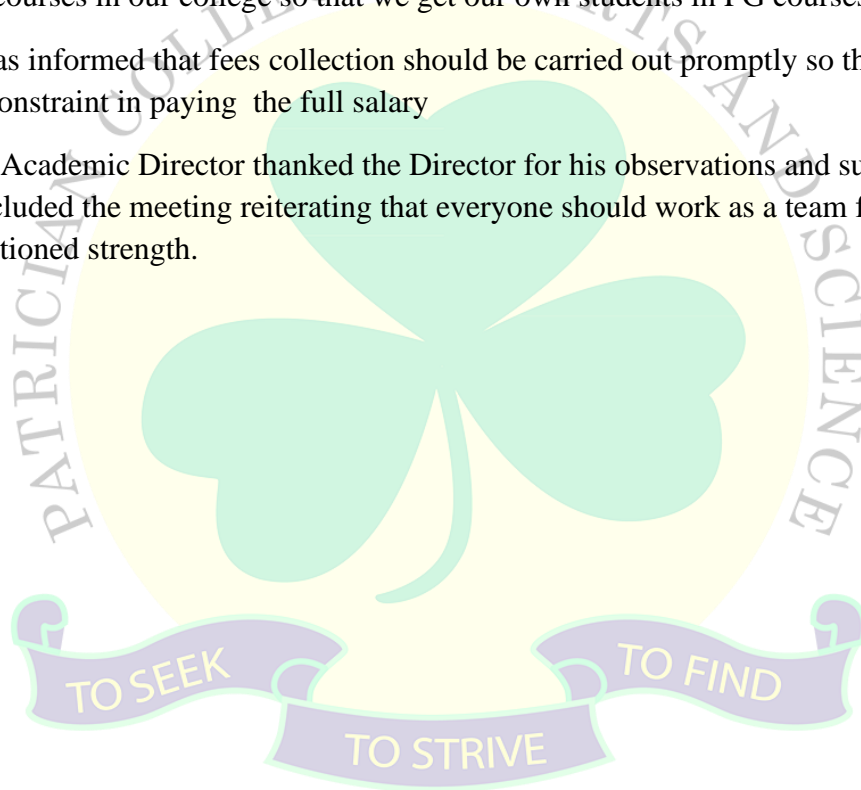 courses in our college so that we get our own students in PG courses
as informed that fees collection should be carried out promptly so th
onstraint in paying the full salary
Academic Director thanked the Director for his observations and su
cluded the meeting reiterating that everyone should work as a team f
tioned strength.
PATRICIAN COLLEGE ARTS AND SCIENCE
TO SEEK
TO STRIVE
TO FIND